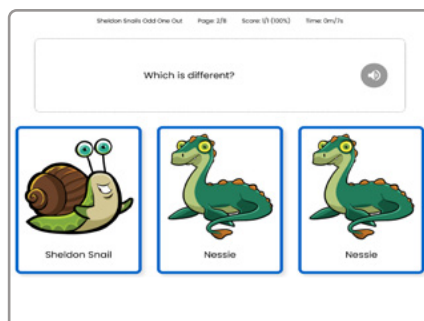 Sheldon Snails Odd One Out Page: 2/8 Score: 1/1 (100%) Time: 0m/7s
Which is different?
Sheldon Snail Nessie Nessie